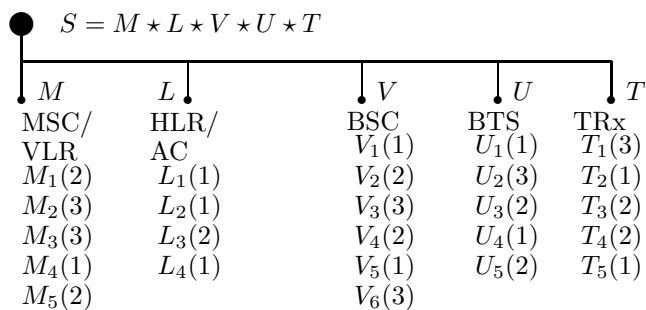 S = M ⋆ L ⋆ V ⋆ U ⋆ T
M L V U T
MSC/ HLR/ BSC BTS TRx
VLR AC V₁(1) U₁(1) T₁(3)
M₁(2) L₁(1) V₂(2) U₂(3) T₂(1)
M₂(3) L₂(1) V₃(3) U₃(2) T₃(2)
M₃(3) L₃(2) V₄(2) U₄(1) T₄(2)
M₄(1) L₄(1) V₅(1) U₅(2) T₅(1)
M₅(2) V₆(3)